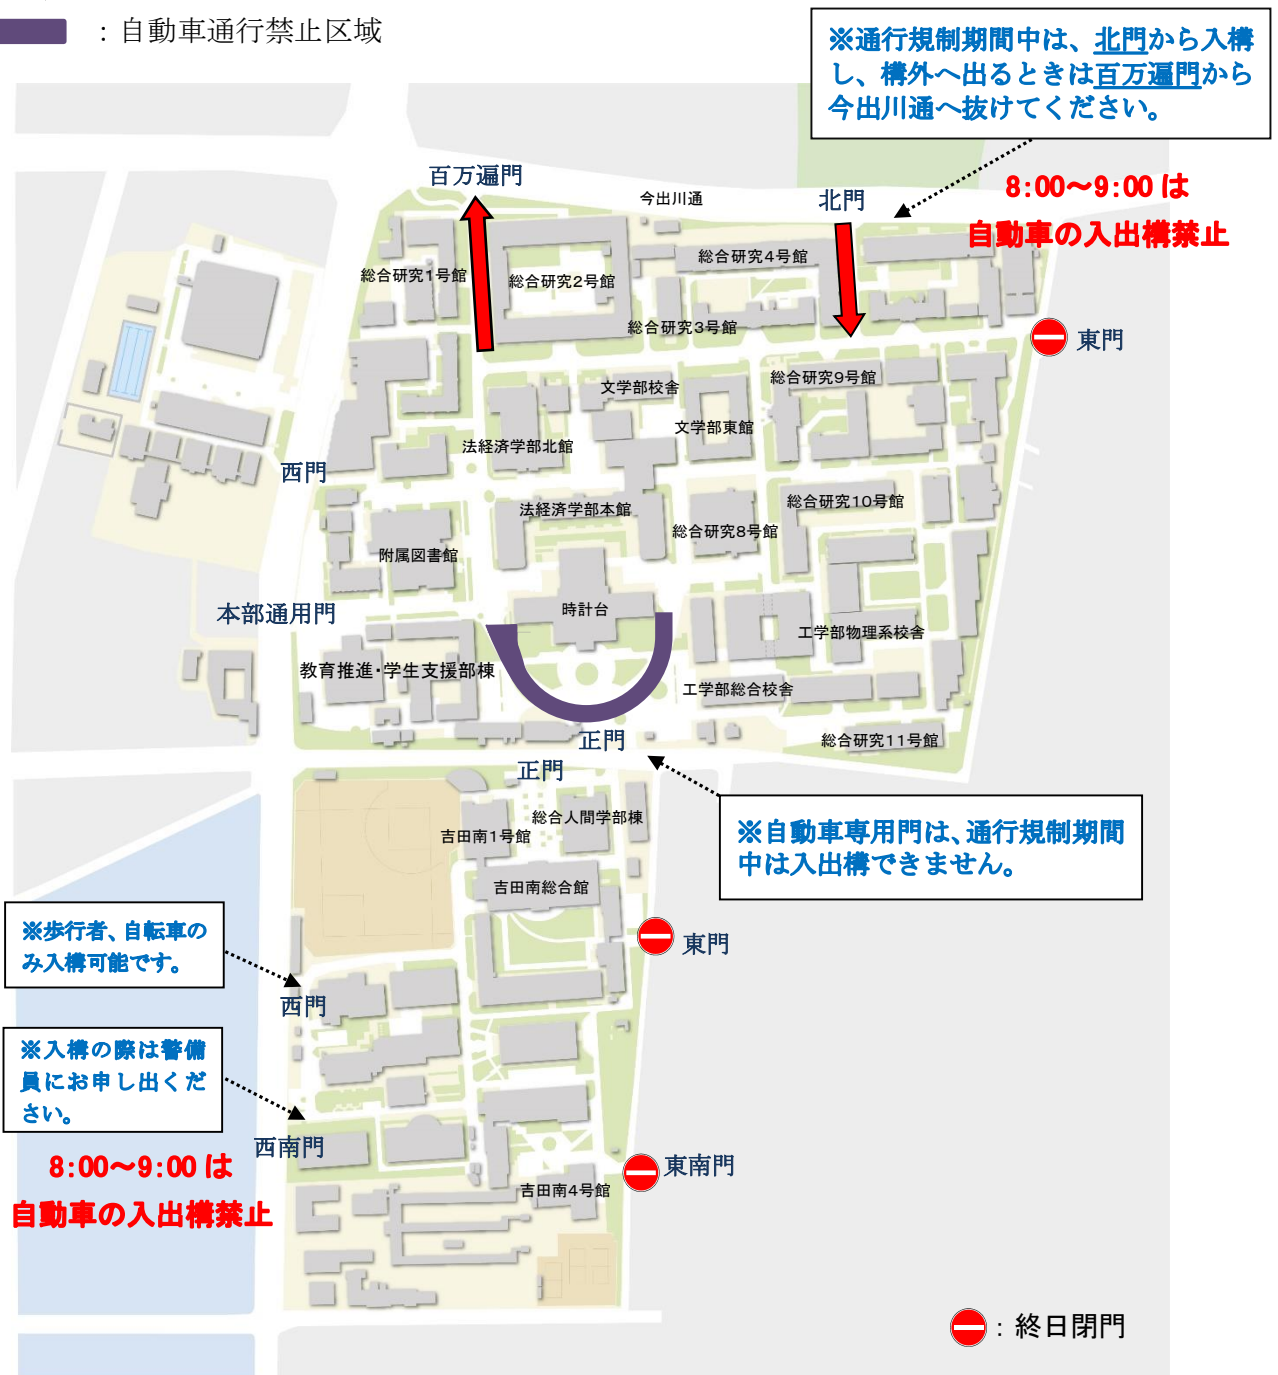 ：自動車通行禁止区域
※通行規制期間中は、北門から入構
し、構外へ出るときは百万遍門から
今出川通へ抜けてください。
百万遍門
今出川通
北門
8:00～9:00 は
自動車の入出構禁止
総合研究1号館
総合研究2号館
総合研究4号館
総合研究3号館
東門
文学部校舎
総合研究9号館
文学部東館
法経済学部北館
西門
法経済学部本館
総合研究8号館
総合研究10号館
附属図書館
本部通用門
時計台
工学部物理系校舎
教育推進・学生支援部棟
工学部総合校舎
正門
総合研究11号館
正門
※自動車専用門は、通行規制期間
中は入出構できません。
総合人間学部棟
吉田南1号館
吉田南総合館
※歩行者、自転車の
み入構可能です。
東門
西門
※入構の際は警備
員にお申し出くだ
さい。
西南門
8:00～9:00 は
自動車の入出構禁止
東南門
吉田南4号館
：終日閉門